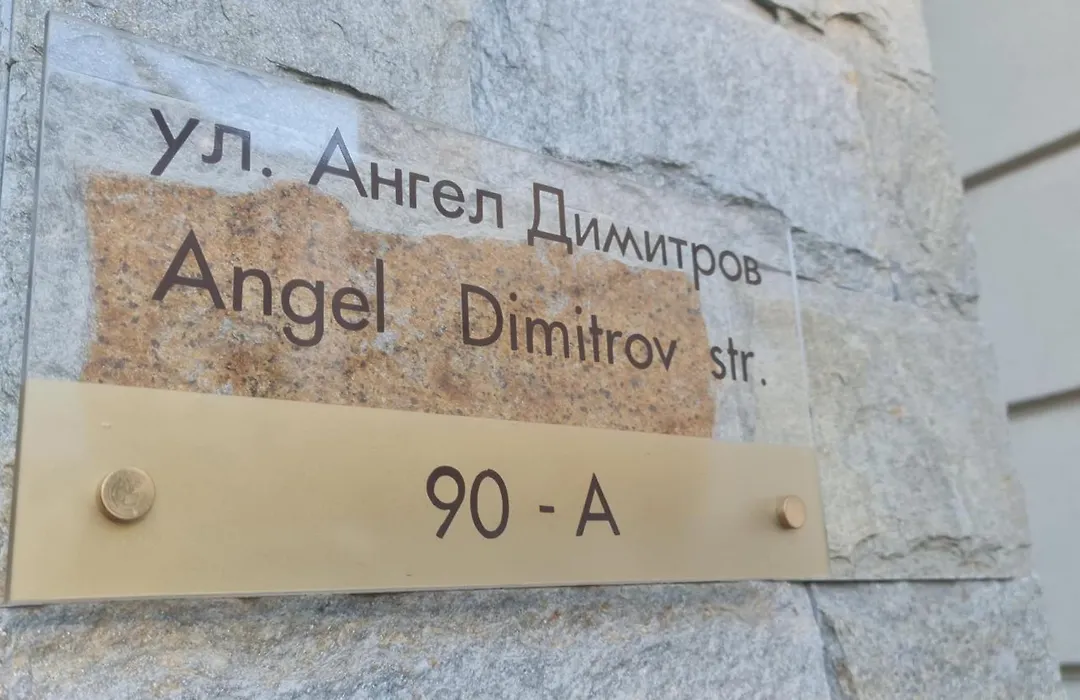 ул. Ангел Димитров
Angel Dimitrov str.
90 - A